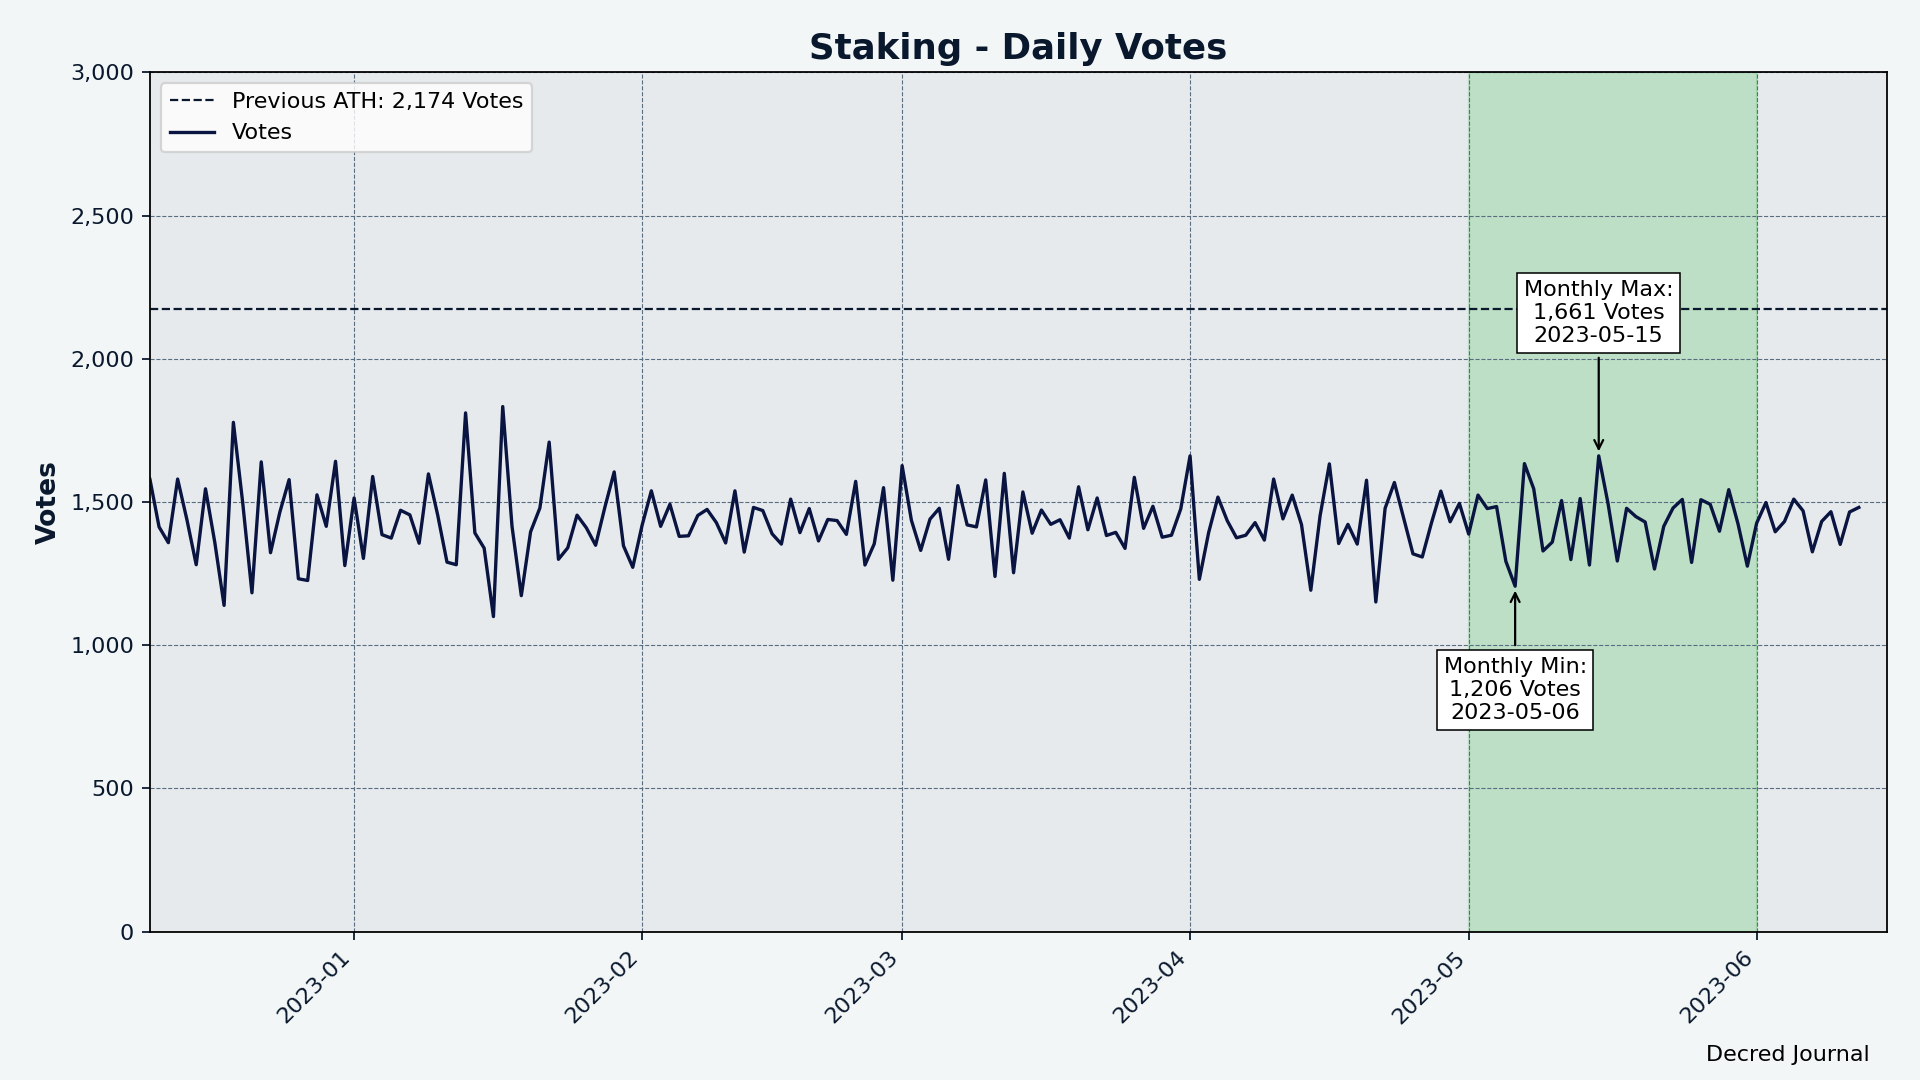 Staking - Daily Votes
3,000
2,500
2,000
1,500
1,000
500
0
Votes
Previous ATH: 2,174 Votes
Votes
Monthly Max:
1,661 Votes
2023-05-15
Monthly Min:
1,206 Votes
2023-05-06
2023-01
2023-02
2023-03
2023-04
2023-05
2023-06
Decred Journal